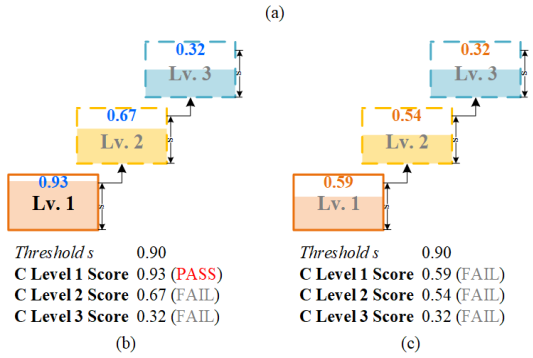 (a)
0.32
Lv. 3
s
0.67
Lv. 2
s
0.93
Lv. 1
s
Threshold s 0.90
C Level 1 Score 0.93 (PASS)
C Level 2 Score 0.67 (FAIL)
C Level 3 Score 0.32 (FAIL)
(b)
0.32
Lv. 3
s
0.54
Lv. 2
s
0.59
Lv. 1
s
Threshold s 0.90
C Level 1 Score 0.59 (FAIL)
C Level 2 Score 0.54 (FAIL)
C Level 3 Score 0.32 (FAIL)
(c)